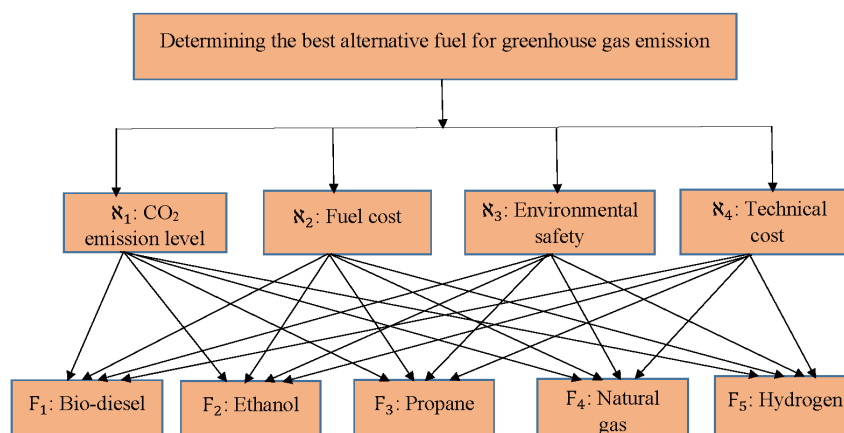 Determining the best alternative fuel for greenhouse gas emission
ℵ₁: CO₂
emission level
ℵ₂: Fuel cost
ℵ₃: Environmental
safety
ℵ₄: Technical
cost
F₁: Bio-diesel
F₂: Ethanol
F₃: Propane
F₄: Natural
gas
F₅: Hydrogen